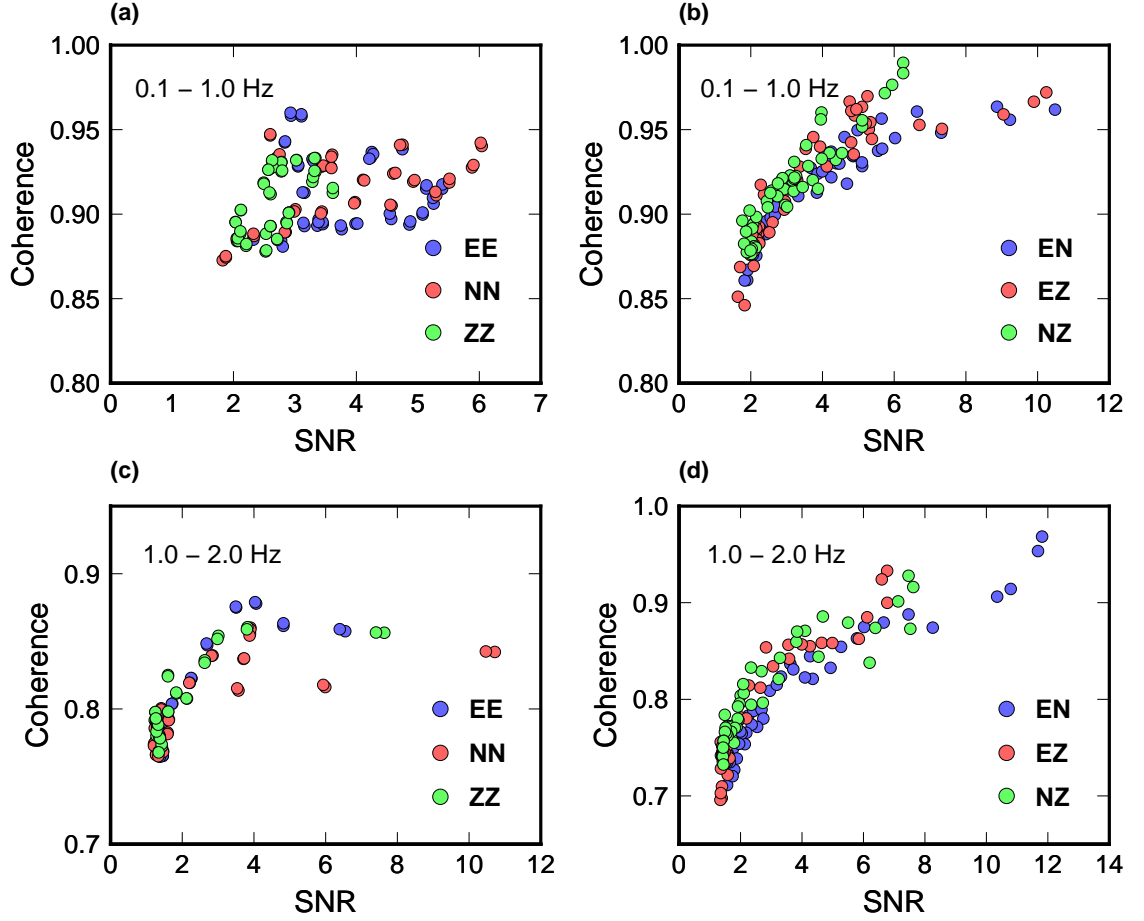 (a)
1.00
0.95
0.90
0.85
0.80
Coherence
0.1 – 1.0 Hz
EE
NN
ZZ
0 1 2 3 4 5 6 7
SNR
(b)
1.00
0.95
0.90
0.85
0.80
Coherence
0.1 – 1.0 Hz
EN
EZ
NZ
0 2 4 6 8 10 12
SNR
(c)
0.9
0.8
0.7
Coherence
1.0 – 2.0 Hz
EE
NN
ZZ
0 2 4 6 8 10 12
SNR
(d)
1.0
0.9
0.8
0.7
Coherence
1.0 – 2.0 Hz
EN
EZ
NZ
0 2 4 6 8 10 12 14
SNR